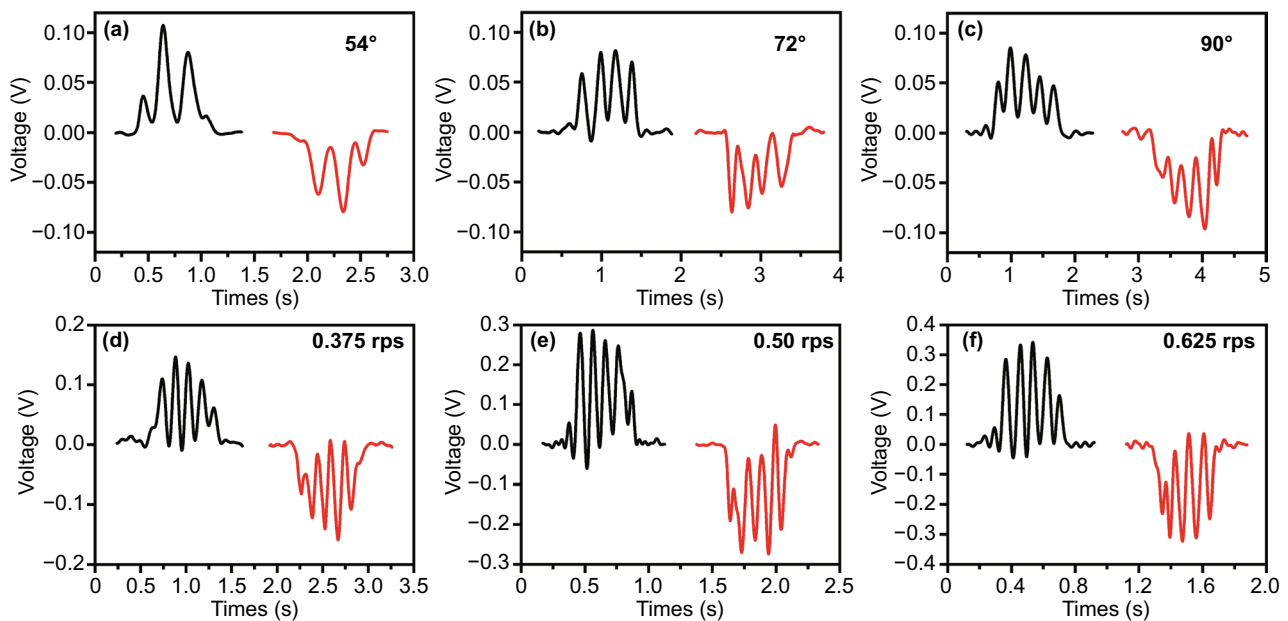 (a) 54°
Voltage (V)
0.10
0.05
0.00
−0.05
−0.10
0 0.5 1.0 1.5 2.0 2.5 3.0
Times (s)
(b) 72°
Voltage (V)
0.10
0.05
0.00
−0.05
−0.10
0 1 2 3 4
Times (s)
(c) 90°
Voltage (V)
0.10
0.05
0.00
−0.05
−0.10
0 1 2 3 4 5
Times (s)
(d) 0.375 rps
Voltage (V)
0.2
0.1
0.0
−0.1
−0.2
0 0.5 1.0 1.5 2.0 2.5 3.0 3.5
Times (s)
(e) 0.50 rps
Voltage (V)
0.3
0.2
0.1
0.0
−0.1
−0.2
−0.3
0 0.5 1.0 1.5 2.0 2.5
Times (s)
(f) 0.625 rps
Voltage (V)
0.4
0.3
0.2
0.1
0.0
−0.1
−0.2
−0.3
−0.4
0 0.4 0.8 1.2 1.6 2.0
Times (s)